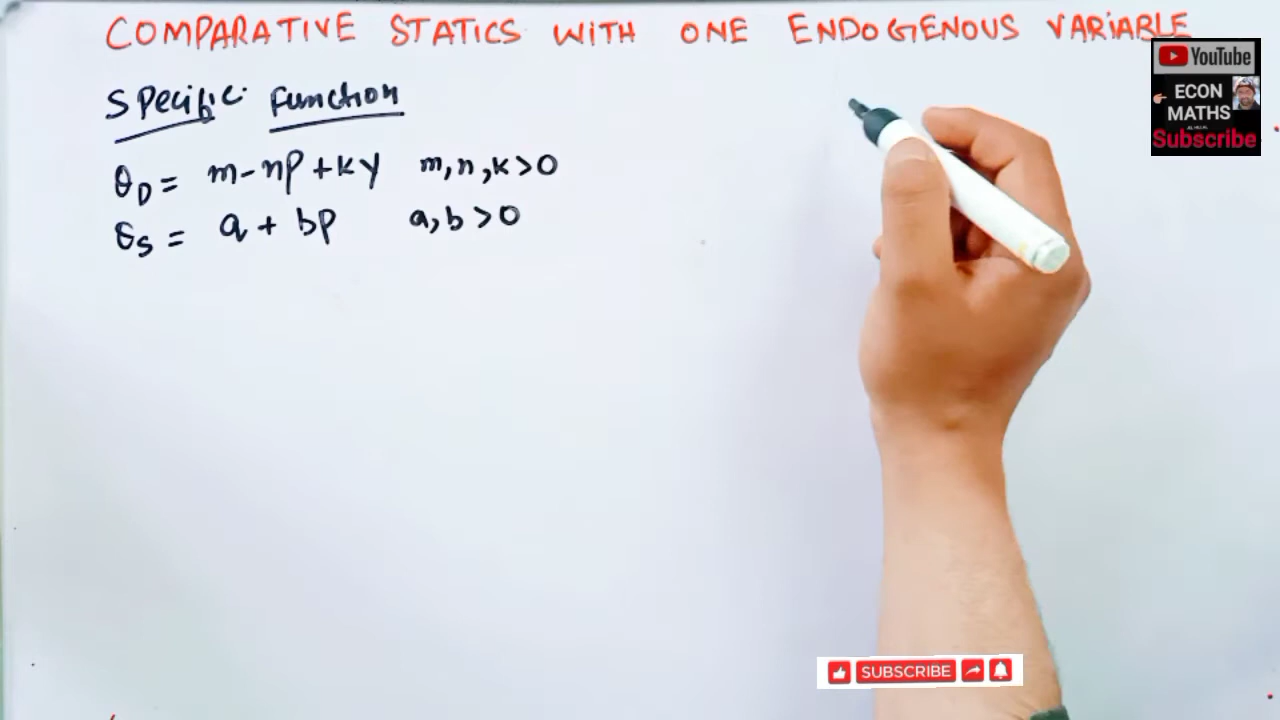 COMPARATIVE STATICS WITH ONE ENDOGENOUS VARIABLE
Specific Function
QD = m - np + ky m, n, k > 0
QS = a + bp a, b > 0
YouTube
ECON
MATHS
Subscribe
SUBSCRIBE